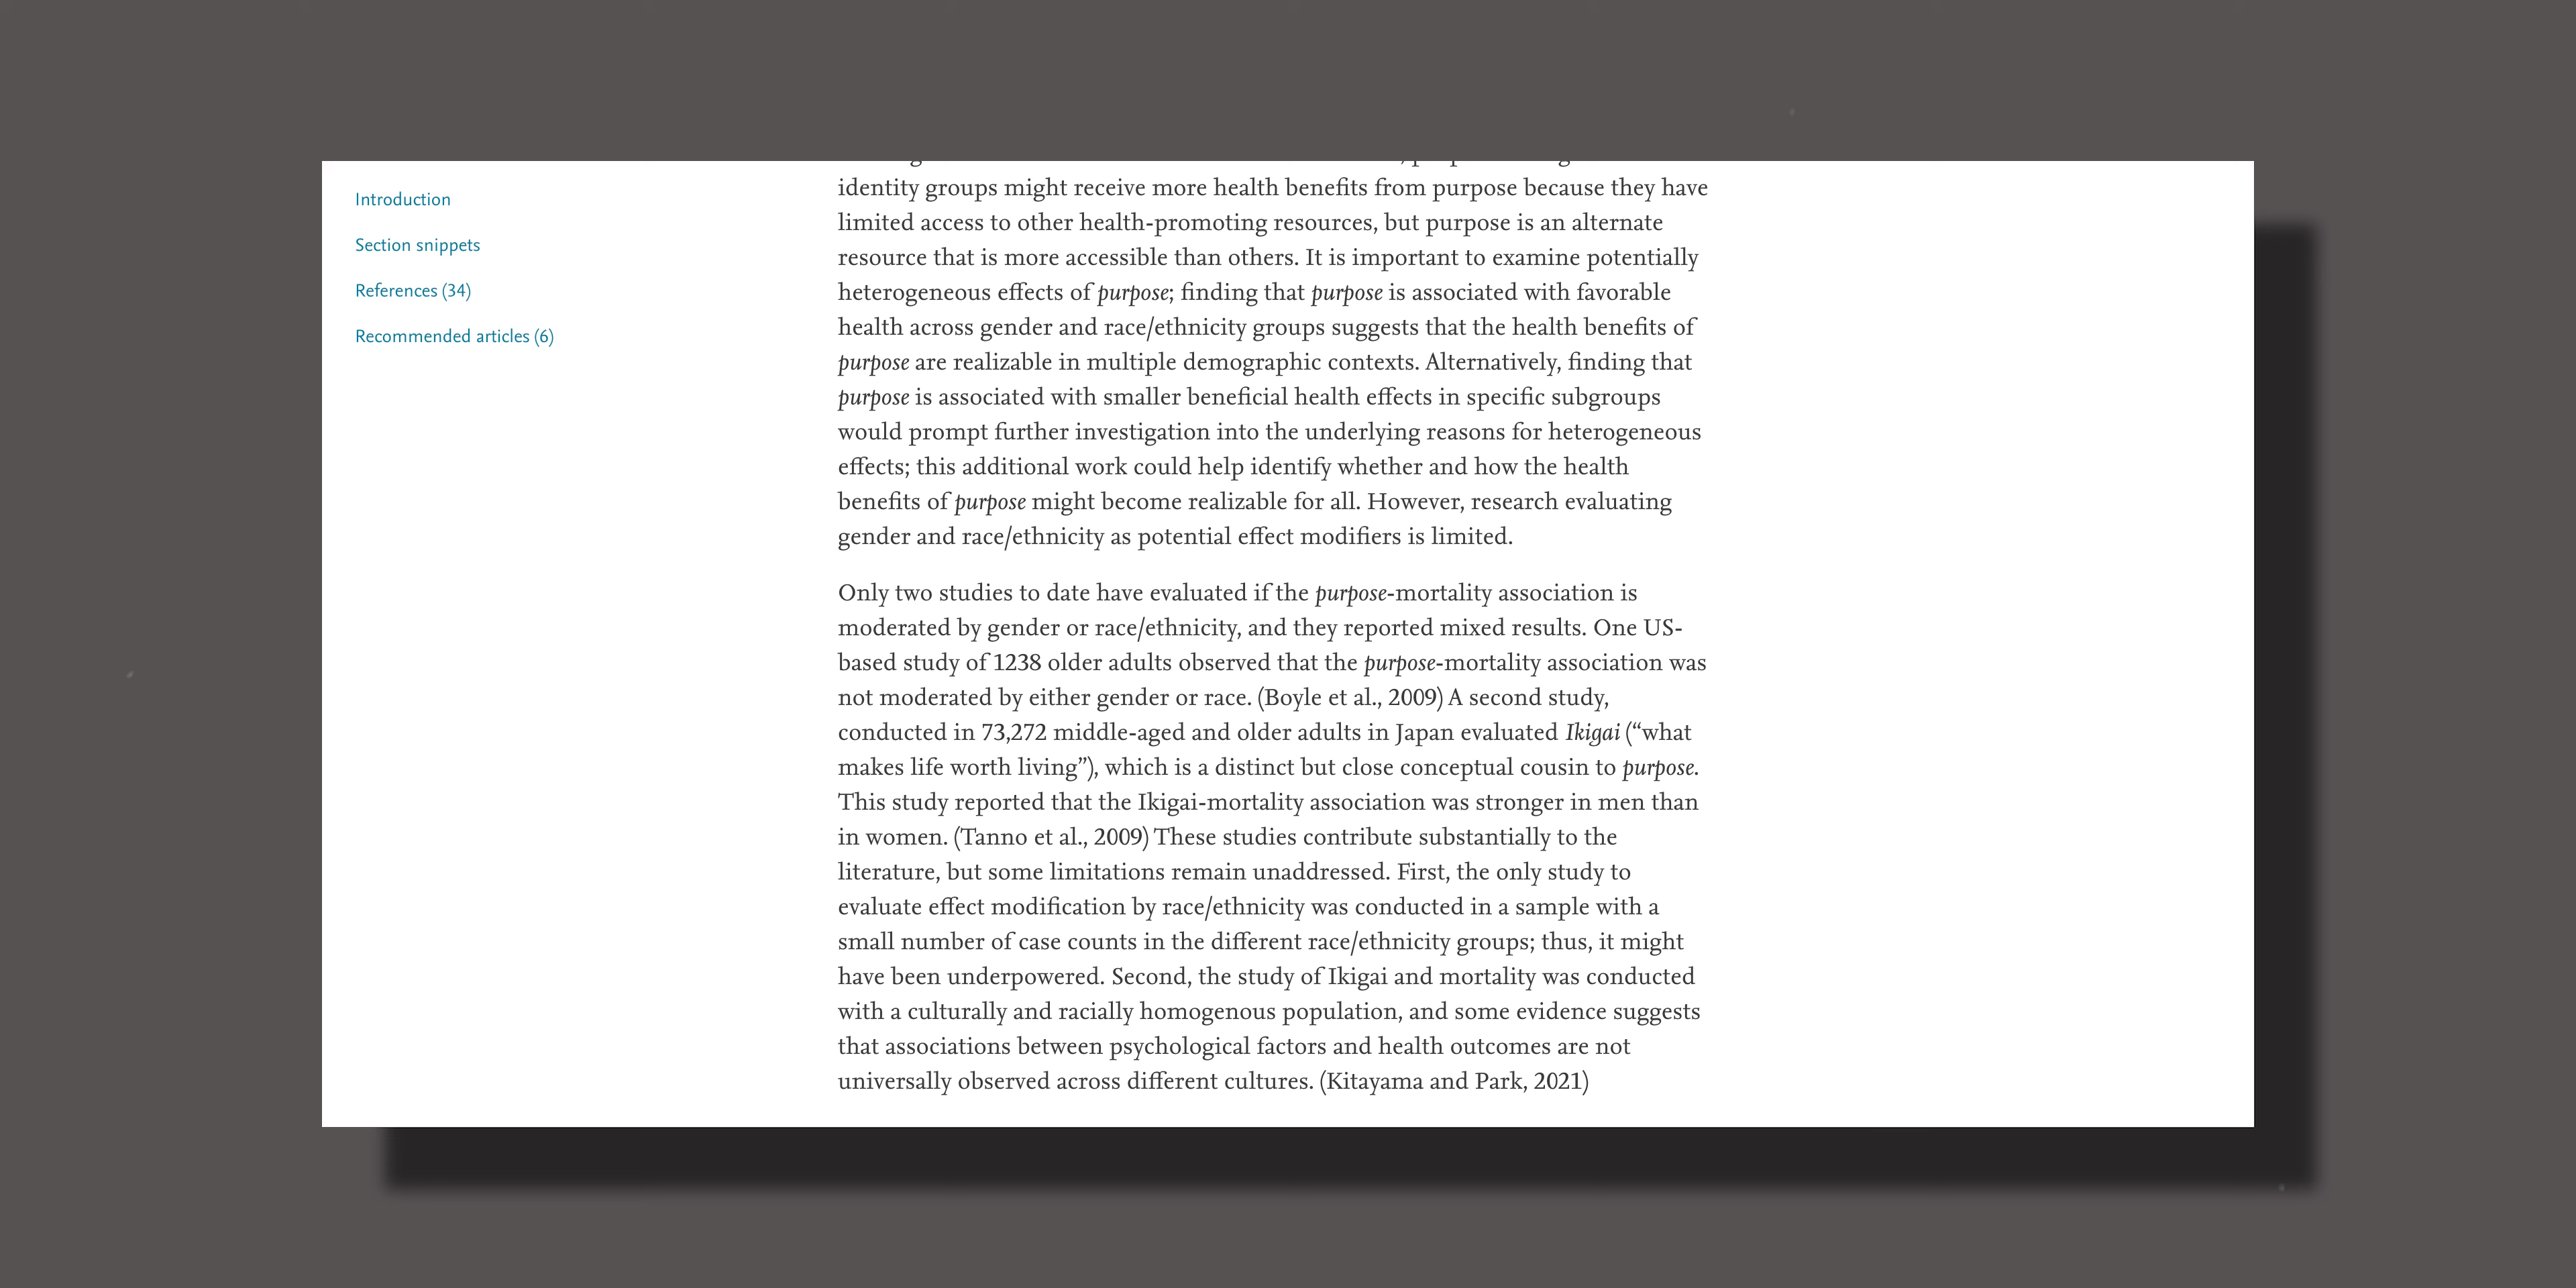 Introduction
Section snippets
References (34)
Recommended articles (6)
identity groups might receive more health benefits from purpose because they have
limited access to other health-promoting resources, but purpose is an alternate
resource that is more accessible than others. It is important to examine potentially
heterogeneous effects of purpose; finding that purpose is associated with favorable
health across gender and race/ethnicity groups suggests that the health benefits of
purpose are realizable in multiple demographic contexts. Alternatively, finding that
purpose is associated with smaller beneficial health effects in specific subgroups
would prompt further investigation into the underlying reasons for heterogeneous
effects; this additional work could help identify whether and how the health
benefits of purpose might become realizable for all. However, research evaluating
gender and race/ethnicity as potential effect modifiers is limited.
Only two studies to date have evaluated if the purpose-mortality association is
moderated by gender or race/ethnicity, and they reported mixed results. One US-
based study of 1238 older adults observed that the purpose-mortality association was
not moderated by either gender or race. (Boyle et al., 2009) A second study,
conducted in 73,272 middle-aged and older adults in Japan evaluated Ikigai (“what
makes life worth living”), which is a distinct but close conceptual cousin to purpose.
This study reported that the Ikigai-mortality association was stronger in men than
in women. (Tanno et al., 2009) These studies contribute substantially to the
literature, but some limitations remain unaddressed. First, the only study to
evaluate effect modification by race/ethnicity was conducted in a sample with a
small number of case counts in the different race/ethnicity groups; thus, it might
have been underpowered. Second, the study of Ikigai and mortality was conducted
with a culturally and racially homogenous population, and some evidence suggests
that associations between psychological factors and health outcomes are not
universally observed across different cultures. (Kitayama and Park, 2021)